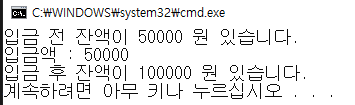 C:\WINDOWS\system32\cmd.exe
입금 전 잔액이 50000 원 있습니다.
입금액 : 50000
입금 후 잔액이 100000 원 있습니다.
계속하려면 아무 키나 누르십시오 . . .